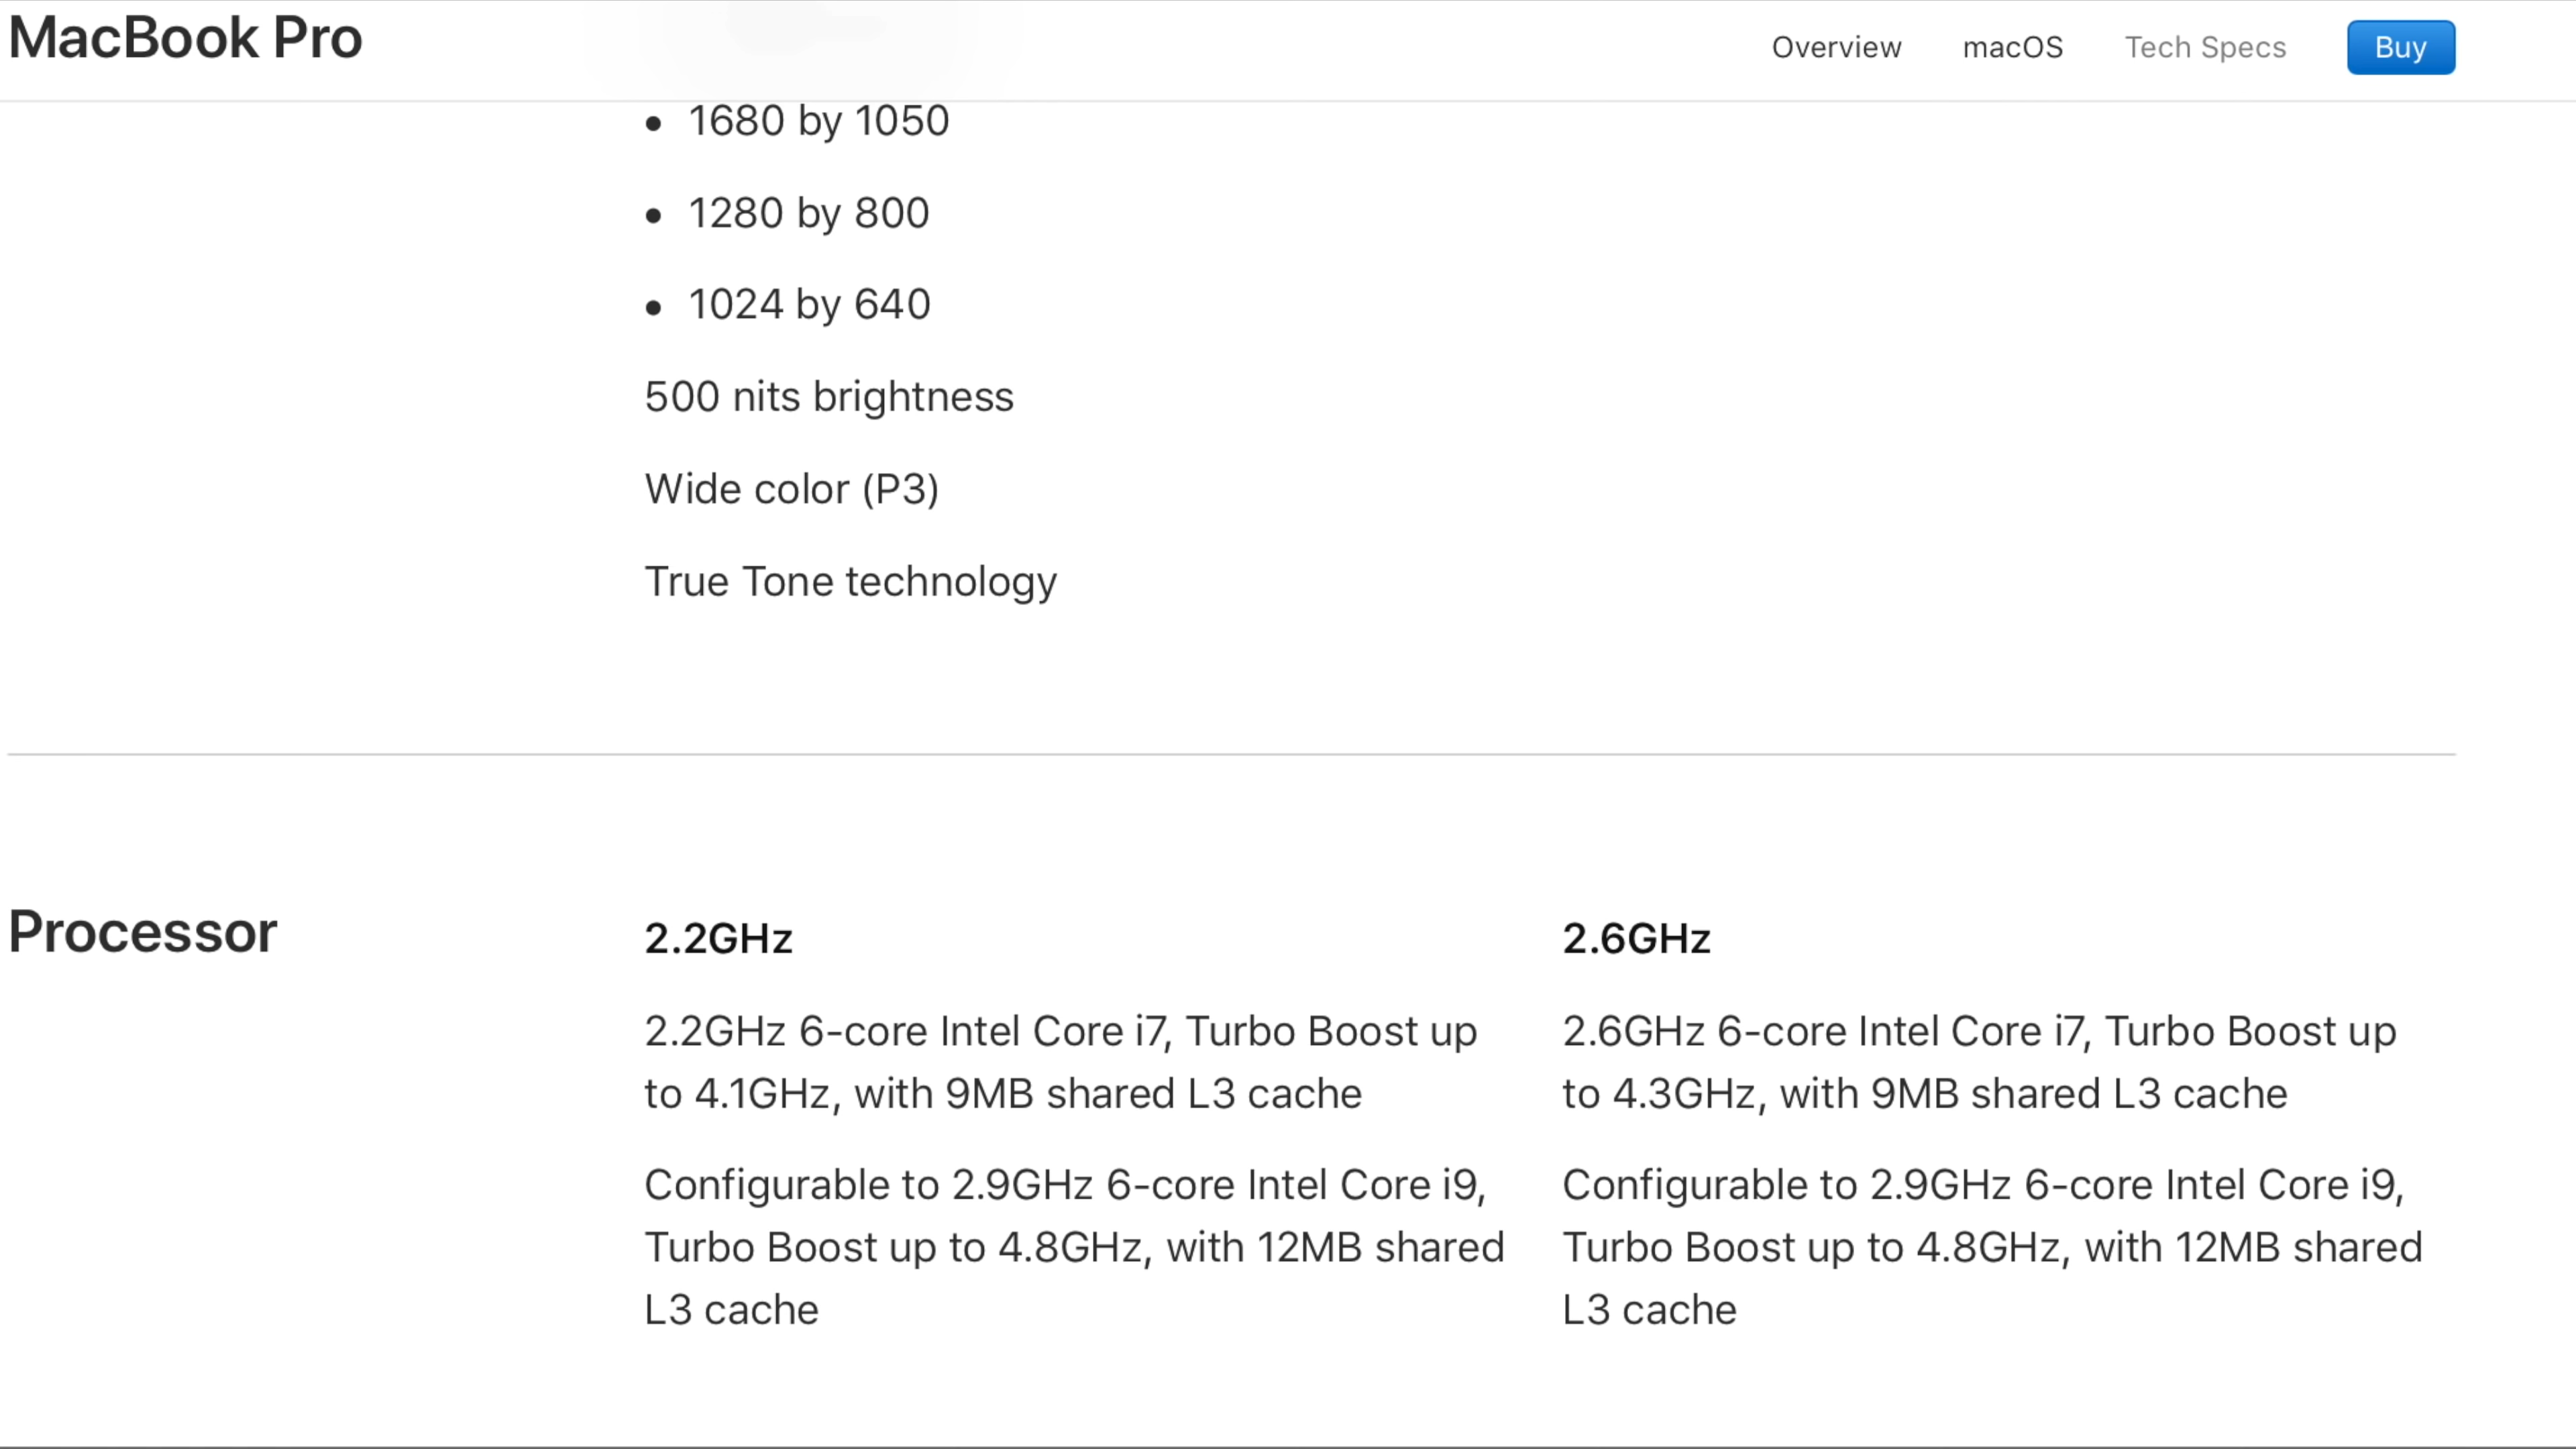 MacBook Pro
Overview macOS Tech Specs Buy
• 1680 by 1050
• 1280 by 800
• 1024 by 640
500 nits brightness
Wide color (P3)
True Tone technology
Processor
2.2GHz
2.2GHz 6-core Intel Core i7, Turbo Boost up
to 4.1GHz, with 9MB shared L3 cache
Configurable to 2.9GHz 6-core Intel Core i9,
Turbo Boost up to 4.8GHz, with 12MB shared
L3 cache
2.6GHz
2.6GHz 6-core Intel Core i7, Turbo Boost up
to 4.3GHz, with 9MB shared L3 cache
Configurable to 2.9GHz 6-core Intel Core i9,
Turbo Boost up to 4.8GHz, with 12MB shared
L3 cache